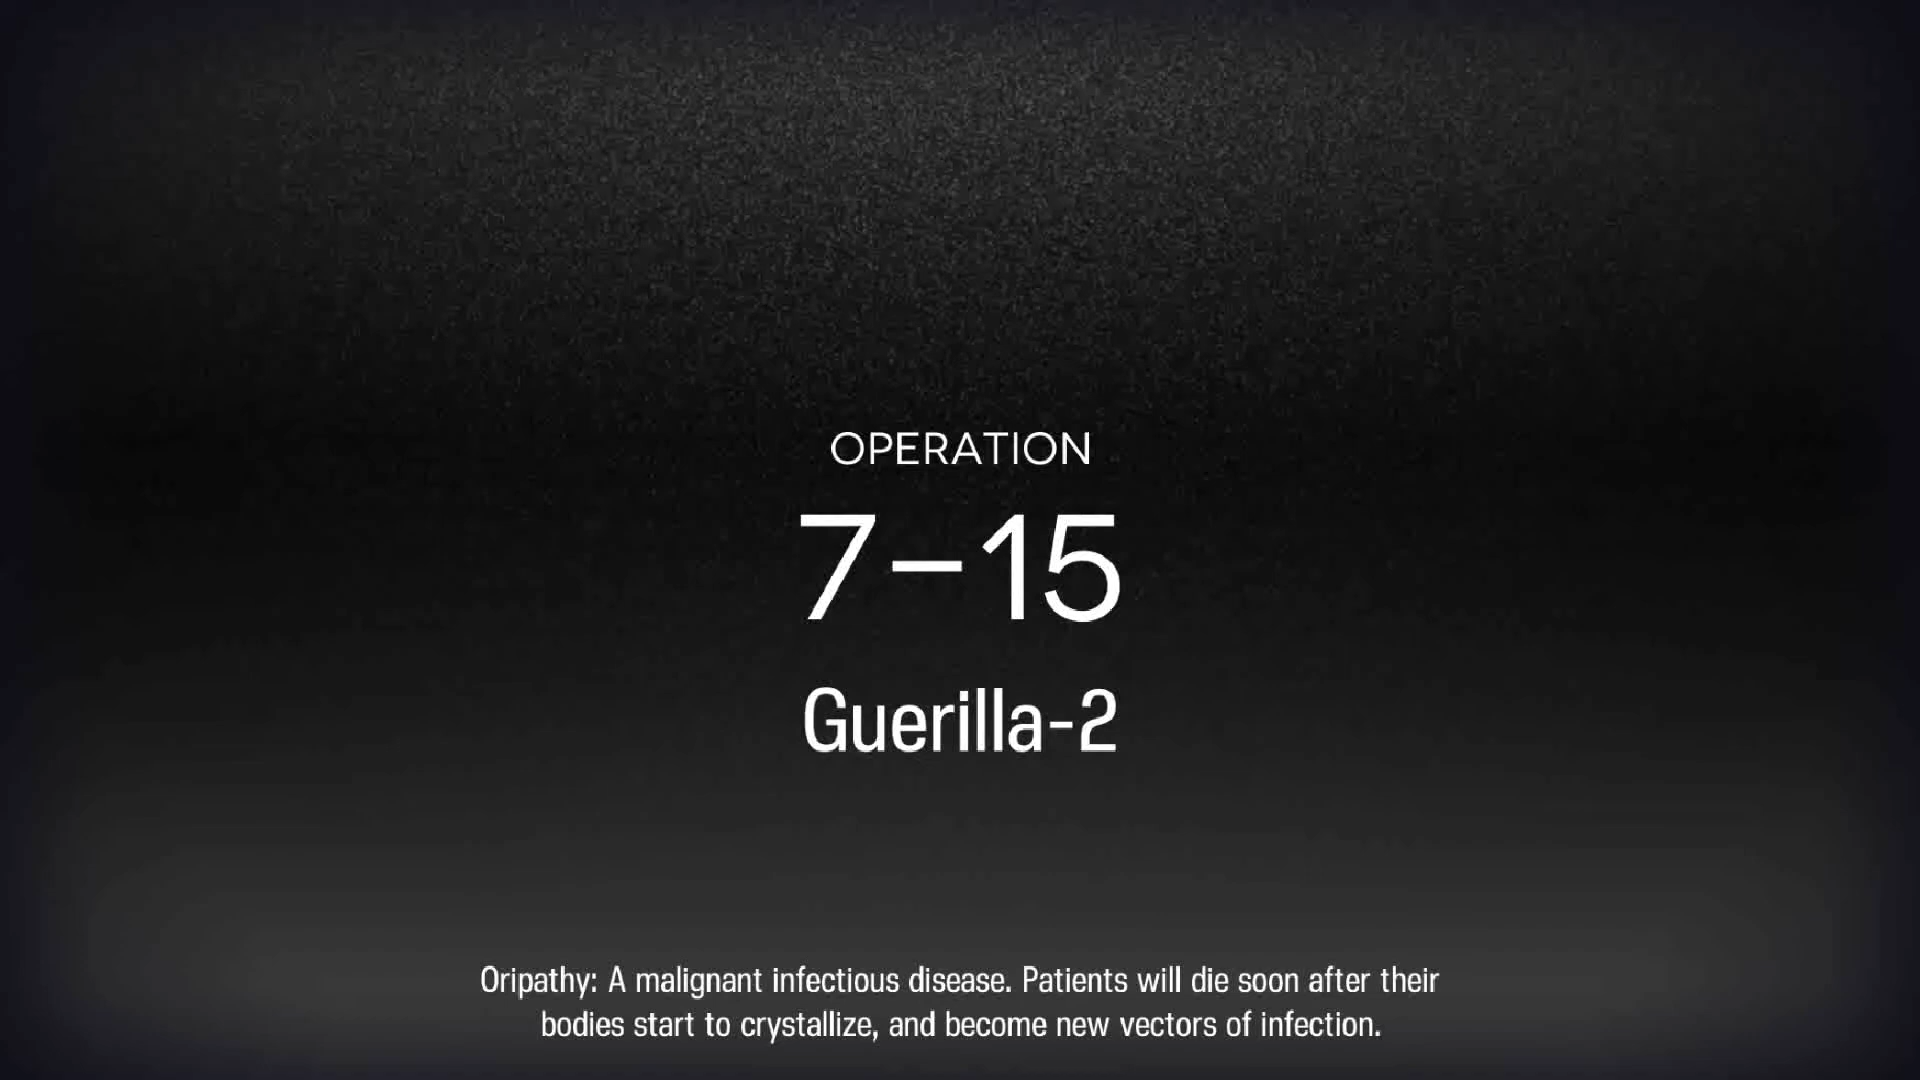 OPERATION
7-15
Guerilla-2
Oripathy: A malignant infectious disease. Patients will die soon after their
bodies start to crystallize, and become new vectors of infection.